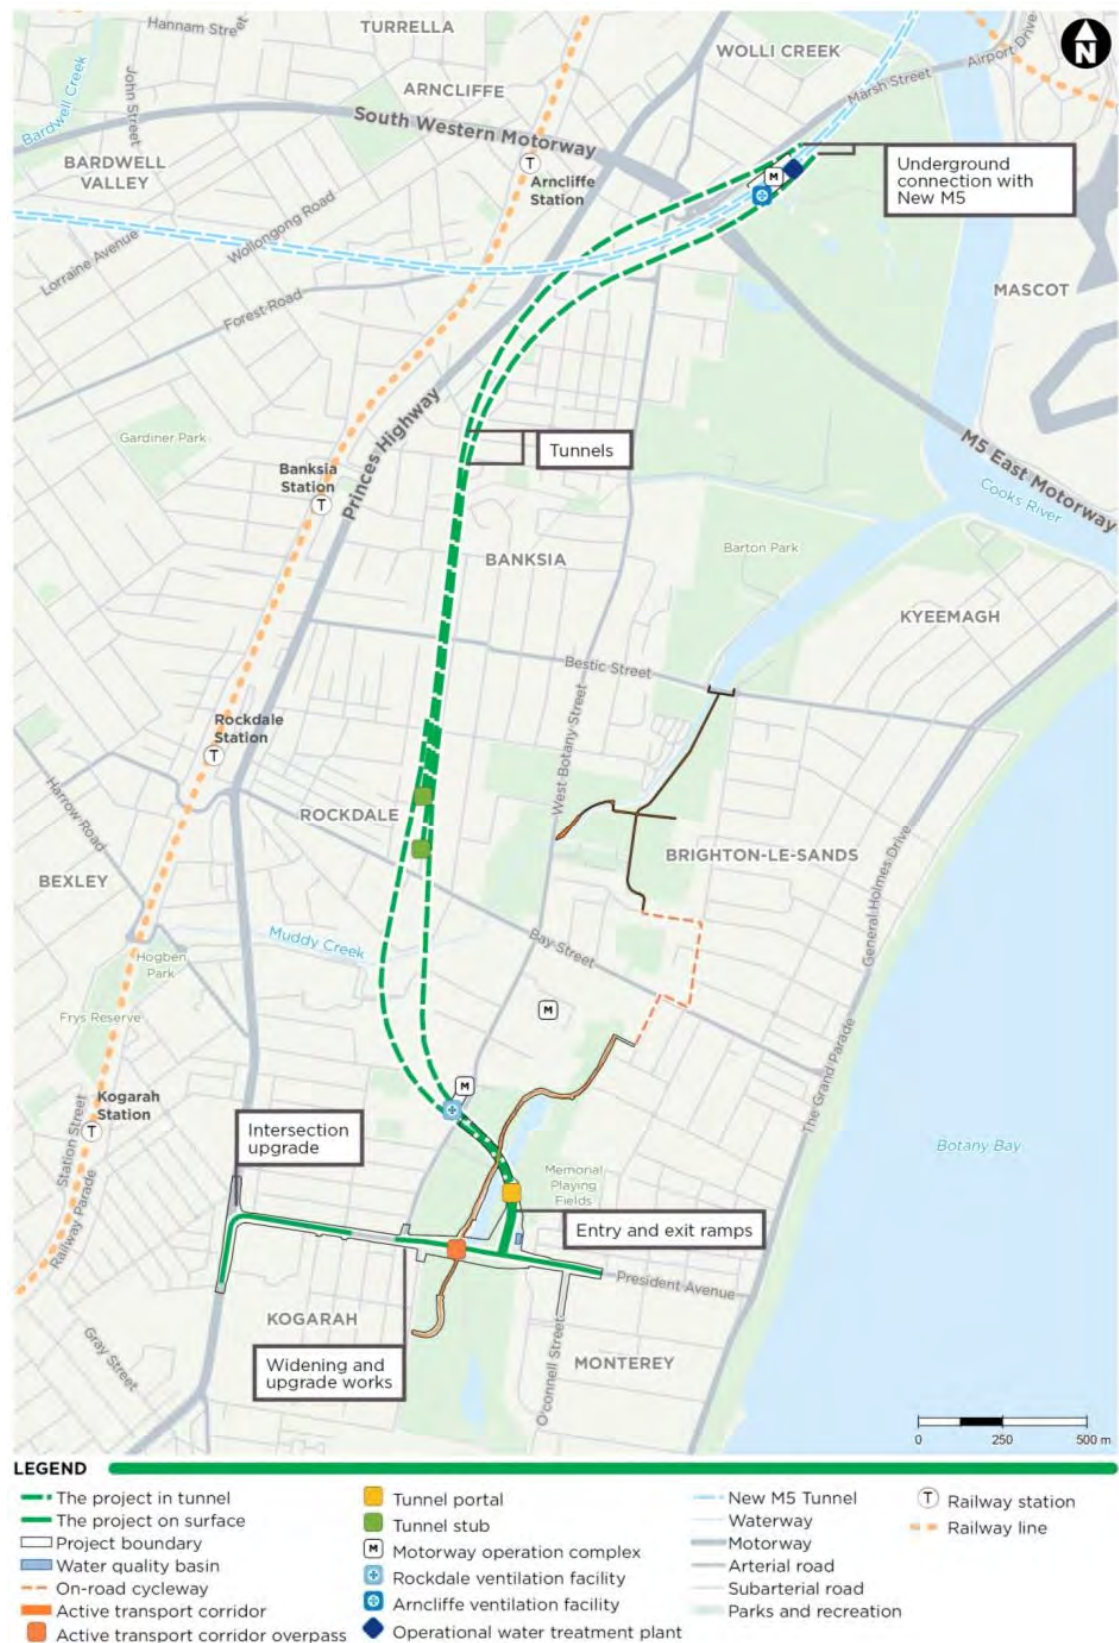 Hannam Street
TURRELLA
WOLLI CREEK
N
Airport Drive
Marsh Street
Bardwell Creek
John Street
ARNCLIFFE
South Western Motorway
BARDWELL
VALLEY
T
Arncliffe
Station
M
Underground
connection with
New M5
Wollongong Road
Lorraine Avenue
Forest Road
MASCOT
Princes Highway
Gardiner Park
Tunnels
M5 East Motorway
Banksia
Station
T
Cooks River
BANKSIA
Barton Park
KYEEMAGH
Bestic Street
West Botany Street
Rockdale
Station
T
Harrow Road
ROCKDALE
BRIGHTON-LE-SANDS
General Holmes Drive
BEXLEY
Muddy Creek
Bay Street
Hogben
Park
Frys Reserve
M
The Grand Parade
Kogarah
Station
T
M
Station Street
Railway Parade
Intersection
upgrade
Botany Bay
Memorial
Playing
Fields
Entry and exit ramps
President Avenue
KOGARAH
Gray Street
Widening and
upgrade works
O'connell Street
MONTEREY
0 250 500 m
LEGEND
The project in tunnel
The project on surface
Project boundary
Water quality basin
On-road cycleway
Active transport corridor
Active transport corridor overpass
Tunnel portal
Tunnel stub
M Motorway operation complex
Rockdale ventilation facility
Arncliffe ventilation facility
Operational water treatment plant
New M5 Tunnel
Waterway
Motorway
Arterial road
Subarterial road
Parks and recreation
T Railway station
Railway line